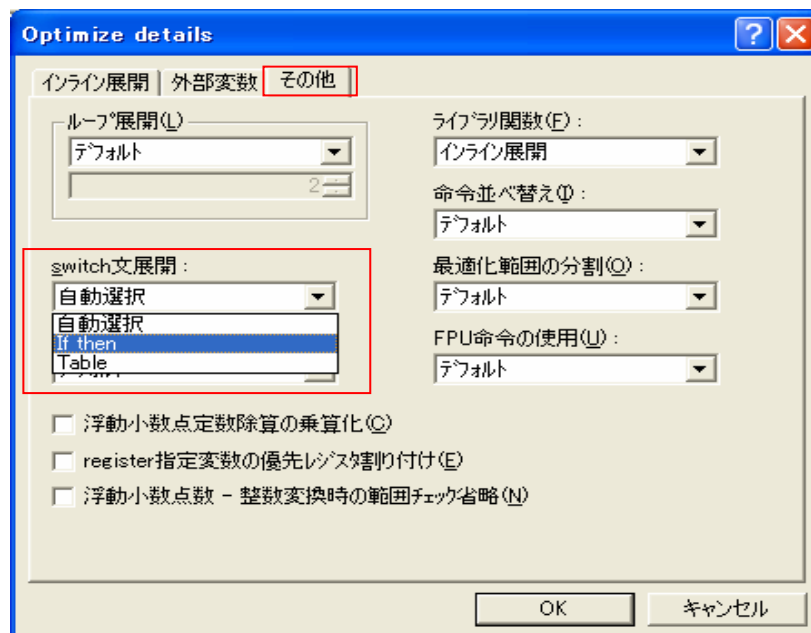 Optimize details
インライン展開 外部変数 その他
ループ展開(L)
デフォルト
2
switch文展開:
自動選択
自動選択
If then
Table
ライブラリ関数(F):
インライン展開
命令並べ替え(I):
デフォルト
最適化範囲の分割(O):
デフォルト
FPU命令の使用(U):
デフォルト
浮動小数点定数除算の乗算化(C)
register指定変数の優先レジスタ割り付け(E)
浮動小数点数 - 整数変換時の範囲チェック省略(N)
OK キャンセル